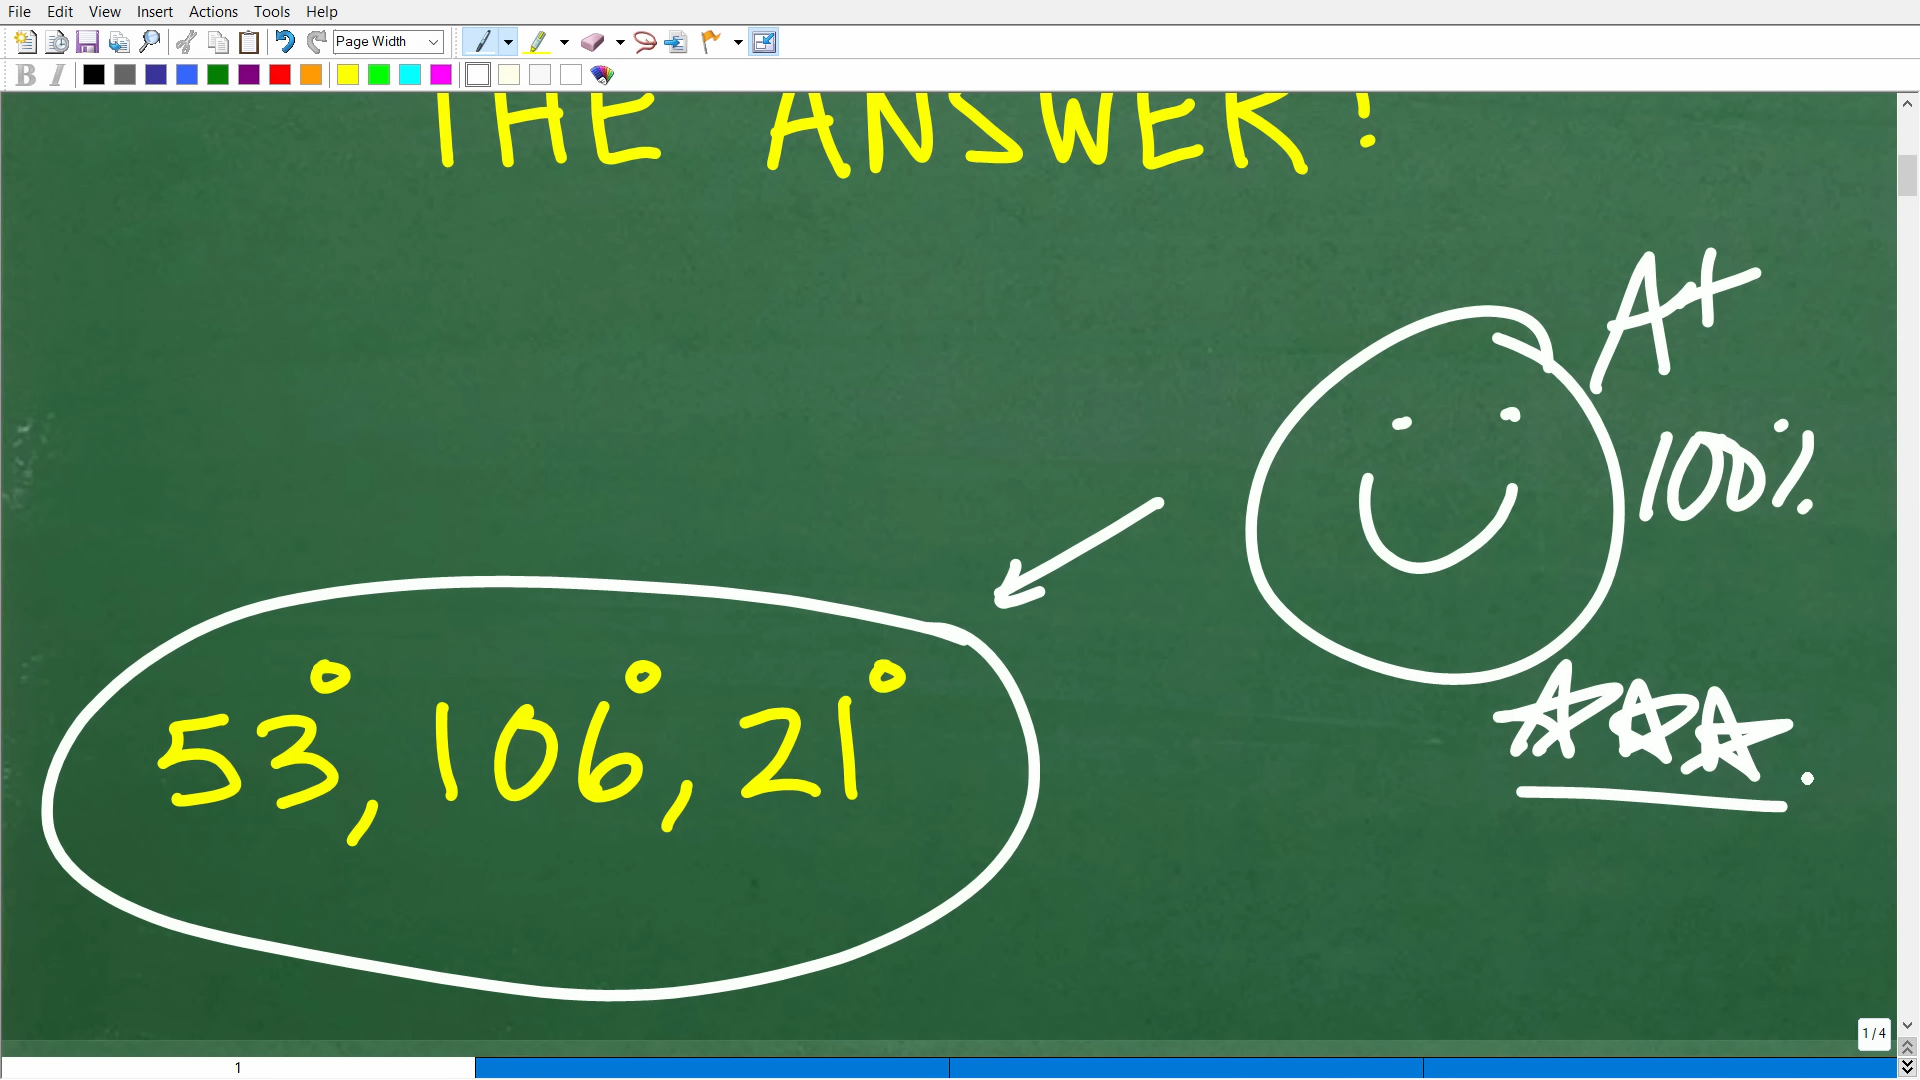 File Edit View Insert Actions Tools Help
Page Width
B I
THE ANSWER!
A+
100%
53°, 106°, 21°
1 / 4
1